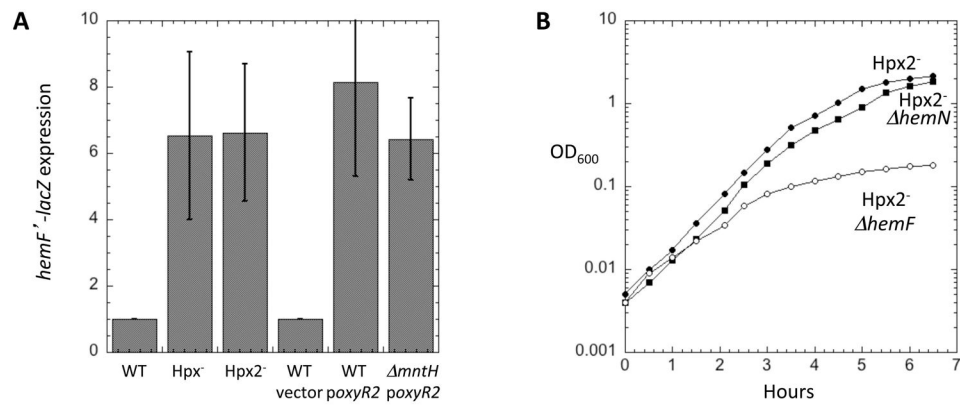 A
hemF’-lacZ expression
10
8
6
4
2
0
WT
Hpx-
Hpx2-
WT
vector
WT
poxyR2
ΔmntH
poxyR2
B
OD600
10
1
0.1
0.01
0.001
Hpx2-
Hpx2-
ΔhemN
Hpx2-
ΔhemF
0 1 2 3 4 5 6 7
Hours